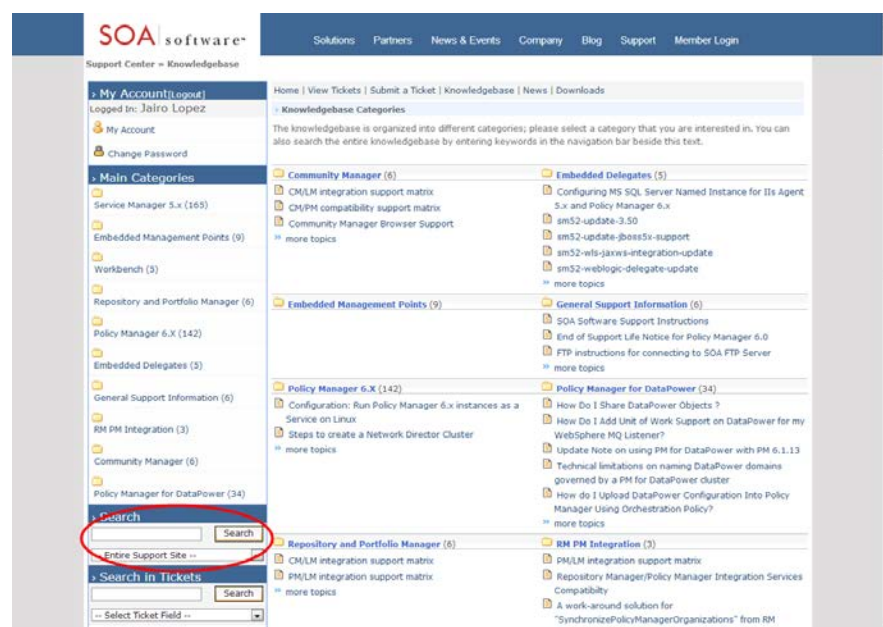 SOA software™
Solutions Partners News & Events Company Blog Support Member Login
Support Center » Knowledgebase
› My Account[Logout]
Logged In: Jairo Lopez
My Account
Change Password
› Main Categories
Service Manager 5.x (165)
Embedded Management Points (9)
Workbench (5)
Repository and Portfolio Manager (6)
Policy Manager 6.X (142)
Embedded Delegates (5)
General Support Information (6)
RM PM Integration (3)
Community Manager (6)
Policy Manager for DataPower (34)
› Search
Search
-- Entire Support Site --
› Search in Tickets
Search
-- Select Ticket Field --
Home | View Tickets | Submit a Ticket | Knowledgebase | News | Downloads
› Knowledgebase Categories
The knowledgebase is organized into different categories; please select a category that you are interested in. You can
also search the entire knowledgebase by entering keywords in the navigation bar beside this text.
Community Manager (6)
CM/LM integration support matrix
CM/PM compatibility support matrix
Community Manager Browser Support
» more topics
Embedded Delegates (5)
Configuring MS SQL Server Named Instance for IIs Agent
5.x and Policy Manager 6.x
sm52-update-3.50
sm52-update-jboss5x-support
sm52-wls-jaxws-integration-update
sm52-weblogic-delegate-update
» more topics
Embedded Management Points (9)
General Support Information (6)
SOA Software Support Instructions
End of Support Life Notice for Policy Manager 6.0
FTP instructions for connecting to SOA FTP Server
» more topics
Policy Manager 6.X (142)
Configuration: Run Policy Manager 6.x instances as a
Service on Linux
Steps to create a Network Director Cluster
» more topics
Policy Manager for DataPower (34)
How Do I Share DataPower Objects ?
How Do I Add Unit of Work Support on DataPower for my
WebSphere MQ Listener?
Update Note on using PM for DataPower with PM 6.1.13
Technical limitations on naming DataPower domains
governed by a PM for DataPower cluster
How do I Upload DataPower Configuration Into Policy
Manager Using Orchestration Policy?
» more topics
Repository and Portfolio Manager (6)
CM/LM integration support matrix
PM/LM integration support matrix
» more topics
RM PM Integration (3)
PM/LM integration support matrix
Repository Manager/Policy Manager Integration Services
Compatibilty
A work-around solution for
"SynchronizePolicyManagerOrganizations" from RM